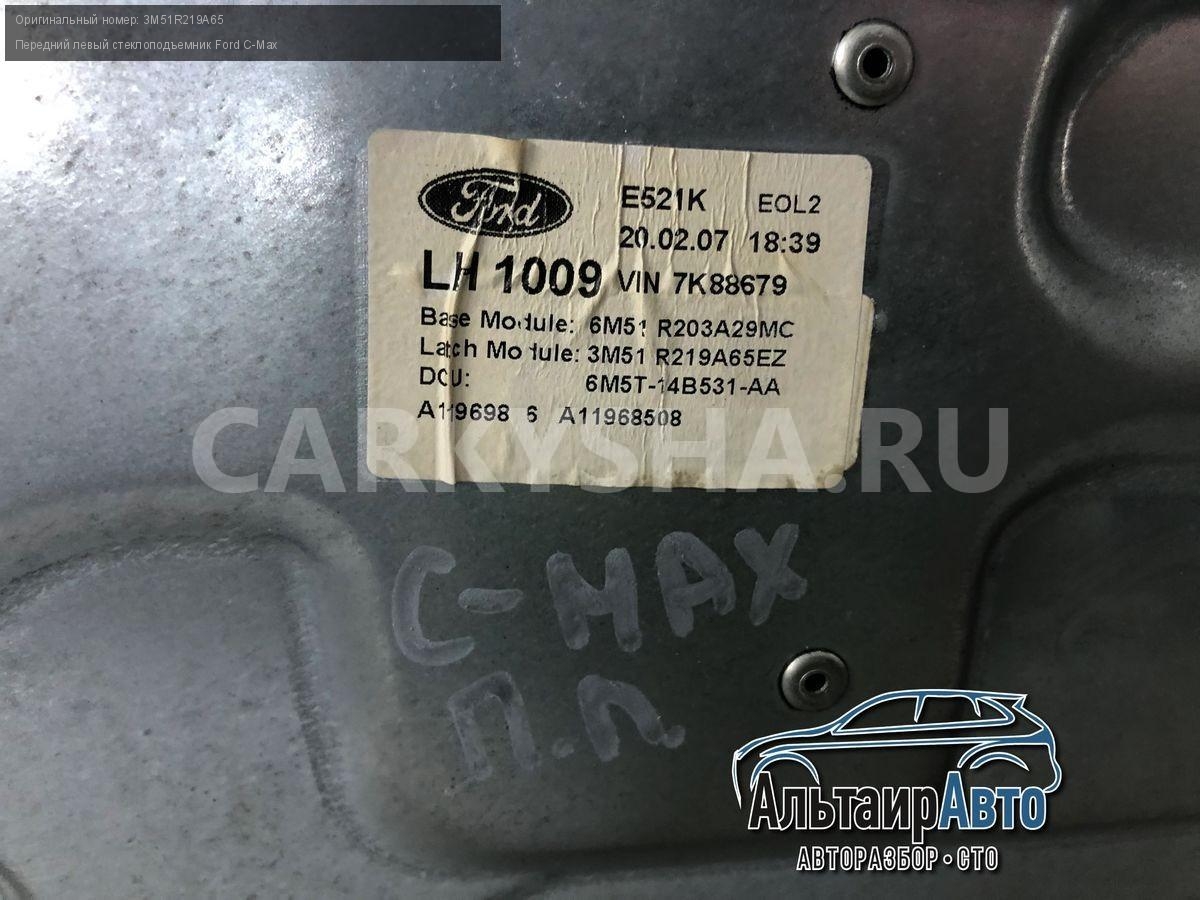 Оригинальный номер: 3M51R219A65
Передний левый стеклоподъемник Ford C-Max
Ford E521K EOL2
20.02.07 18:39
LH 1009 VIN 7K88679
Base Module: 6M51 R203A29MC
Latch Module: 3M51 R219A65EZ
DCU: 6M5T-14B531-AA
A11968508
CARKYSHA.RU
C-MAX
П.Л.
АльтаирАвто
АВТОРАЗБОР • СТО